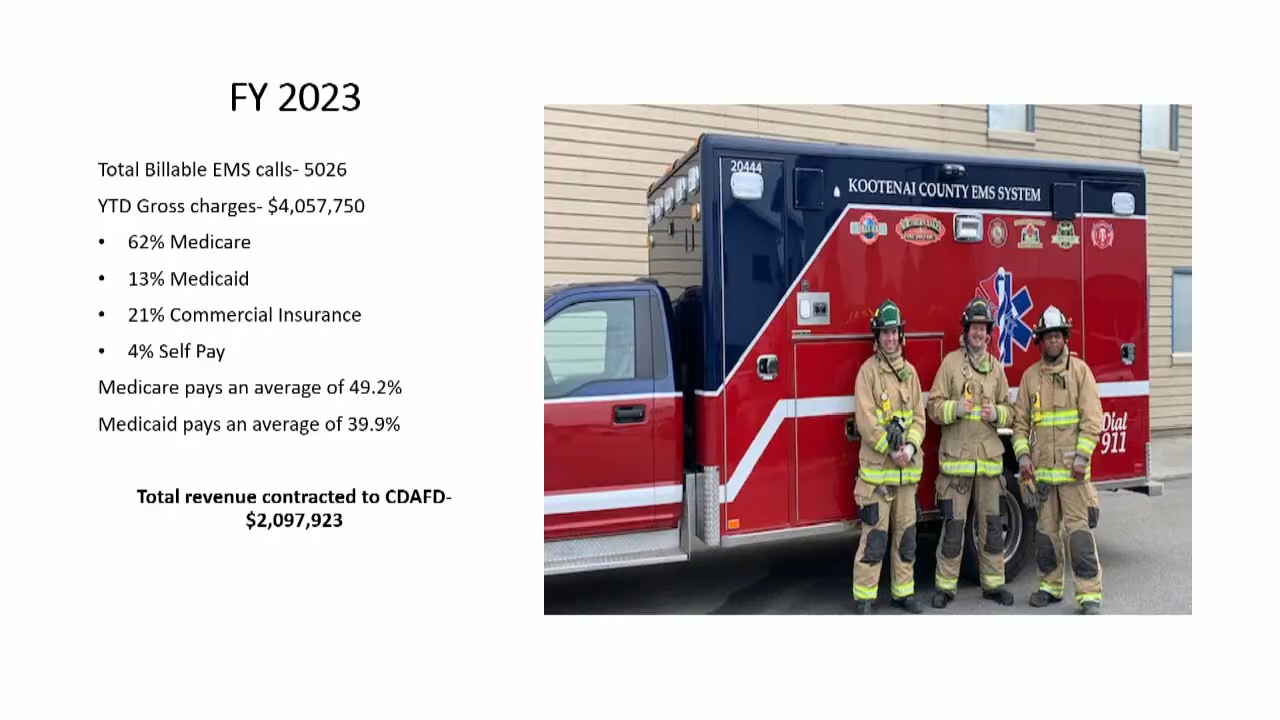 FY 2023
Total Billable EMS calls- 5026
YTD Gross charges- $4,057,750
• 62% Medicare
• 13% Medicaid
• 21% Commercial Insurance
• 4% Self Pay
Medicare pays an average of 49.2%
Medicaid pays an average of 39.9%
Total revenue contracted to CDAFD-
$2,097,923
20444
KOOTENAI COUNTY EMS SYSTEM
Dial
911